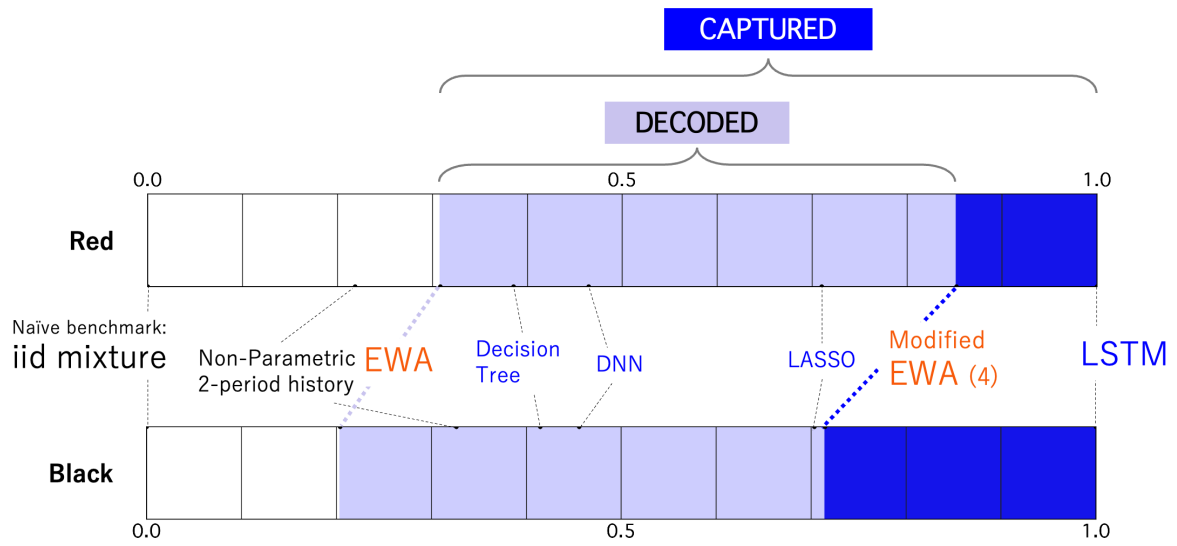 CAPTURED
DECODED
0.0 0.5 1.0
Red
Naïve benchmark:
iid mixture
Non-Parametric
2-period history
EWA
Decision
Tree
DNN
LASSO
Modified
EWA (4)
LSTM
Black
0.0 0.5 1.0